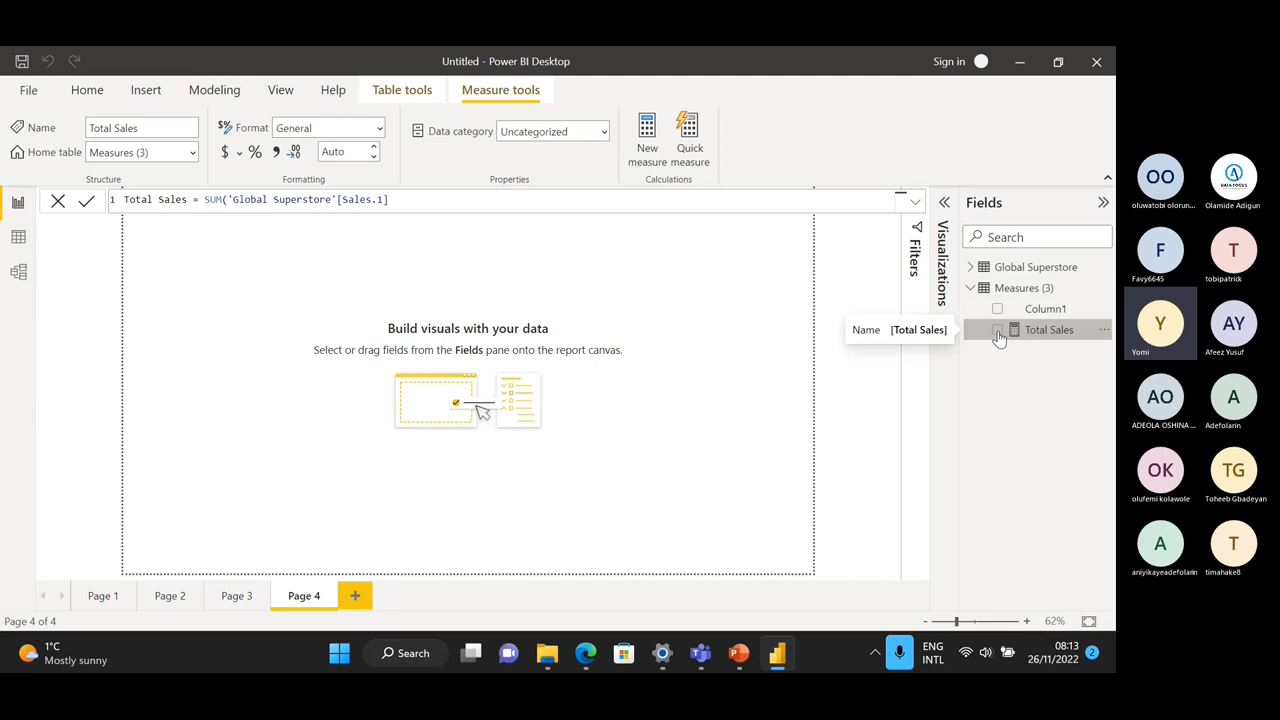 Untitled - Power BI Desktop
Sign in
File
Home
Insert
Modeling
View
Help
Table tools
Measure tools
Name
Total Sales
Home table
Measures (3)
Structure
$% Format
General
$
%
,
.00
Auto
Formatting
Data category
Uncategorized
Properties
New
measure
Quick
measure
Calculations
1 Total Sales = SUM('Global Superstore'[Sales.1]
Filters
Visualizations
Build visuals with your data
Select or drag fields from the Fields pane onto the report canvas.
Fields
Search
Global Superstore
Measures (3)
Column1
Total Sales
Name [Total Sales]
Page 1
Page 2
Page 3
Page 4
Page 4 of 4
- + 62%
1°C
Mostly sunny
Search
ENG
INTL
08:13
26/11/2022
2
OO
oluwatobi olorun...
DATA FOCUS
Olamide Adigun
F
Favy6645
T
tobipatrick
Y
Yomi
AY
Afeez Yusuf
AO
ADEOLA OSHINA ...
A
Adefolarin
OK
olufemi kolawole
TG
Toheeb Gbadeyan
A
aniyikayeadefolarin
T
timahake8